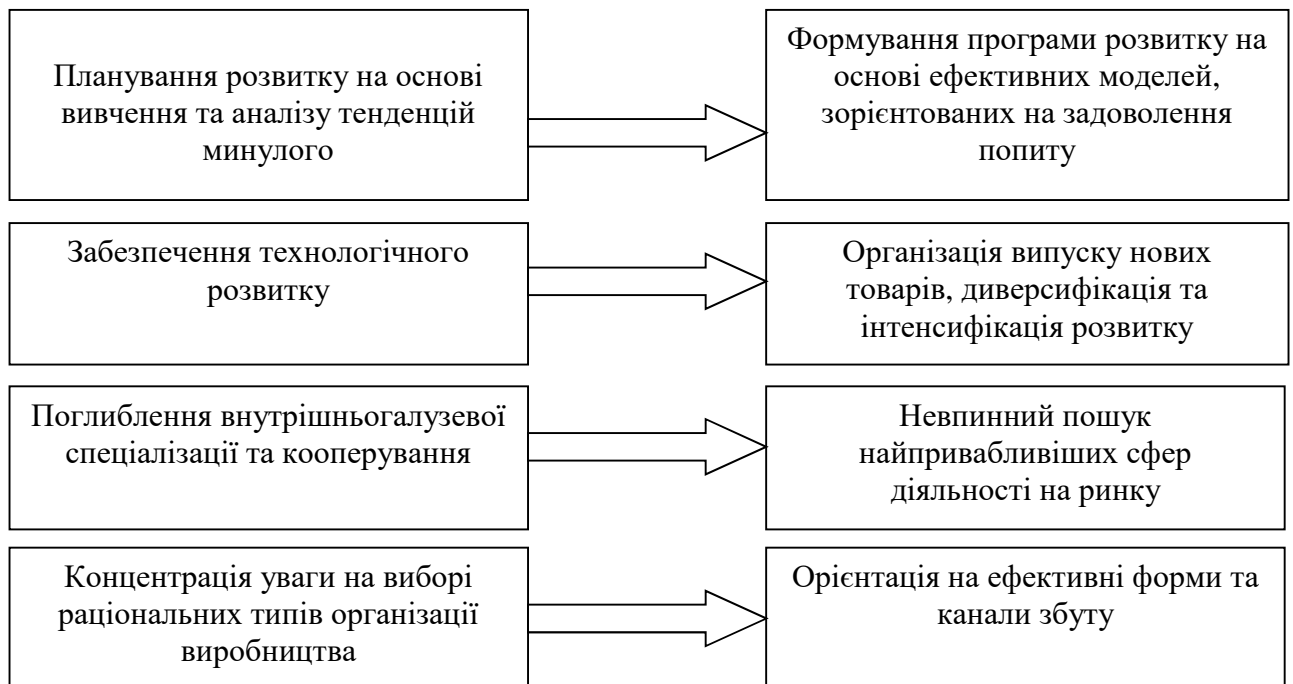 Планування розвитку на основі
вивчення та аналізу тенденцій
минулого
Формування програми розвитку на
основі ефективних моделей,
зорієнтованих на задоволення
попиту
Забезпечення технологічного
розвитку
Організація випуску нових
товарів, диверсифікація та
інтенсифікація розвитку
Поглиблення внутрішньогалузевої
спеціалізації та кооперування
Невпинний пошук
найпривабливіших сфер
діяльності на ринку
Концентрація уваги на виборі
раціональних типів організації
виробництва
Орієнтація на ефективні форми та
канали збуту